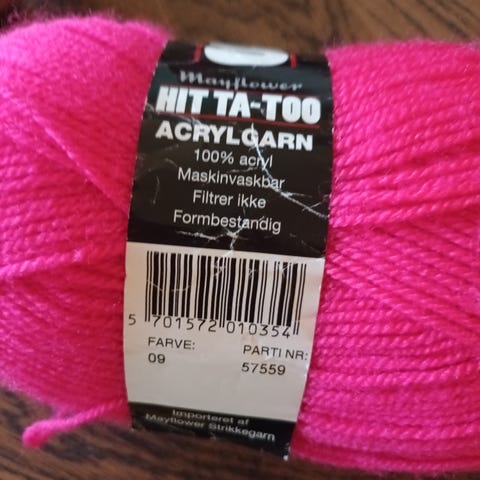 Mayflower
HIT TA-TOO
ACRYLGARN
100% acryl
Maskinvaskbar
Filtrer ikke
Formbestandig
5 701572 010354
FARVE: PARTI NR:
09 57559
Importeret af
Mayflower Strikkegarn